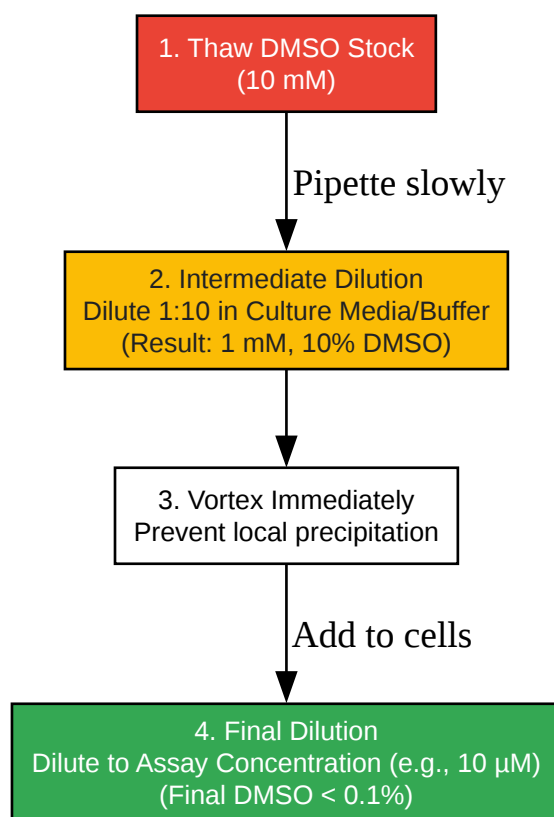 1. Thaw DMSO Stock
(10 mM)
Pipette slowly
2. Intermediate Dilution
Dilute 1:10 in Culture Media/Buffer
(Result: 1 mM, 10% DMSO)
3. Vortex Immediately
Prevent local precipitation
Add to cells
4. Final Dilution
Dilute to Assay Concentration (e.g., 10 µM)
(Final DMSO < 0.1%)